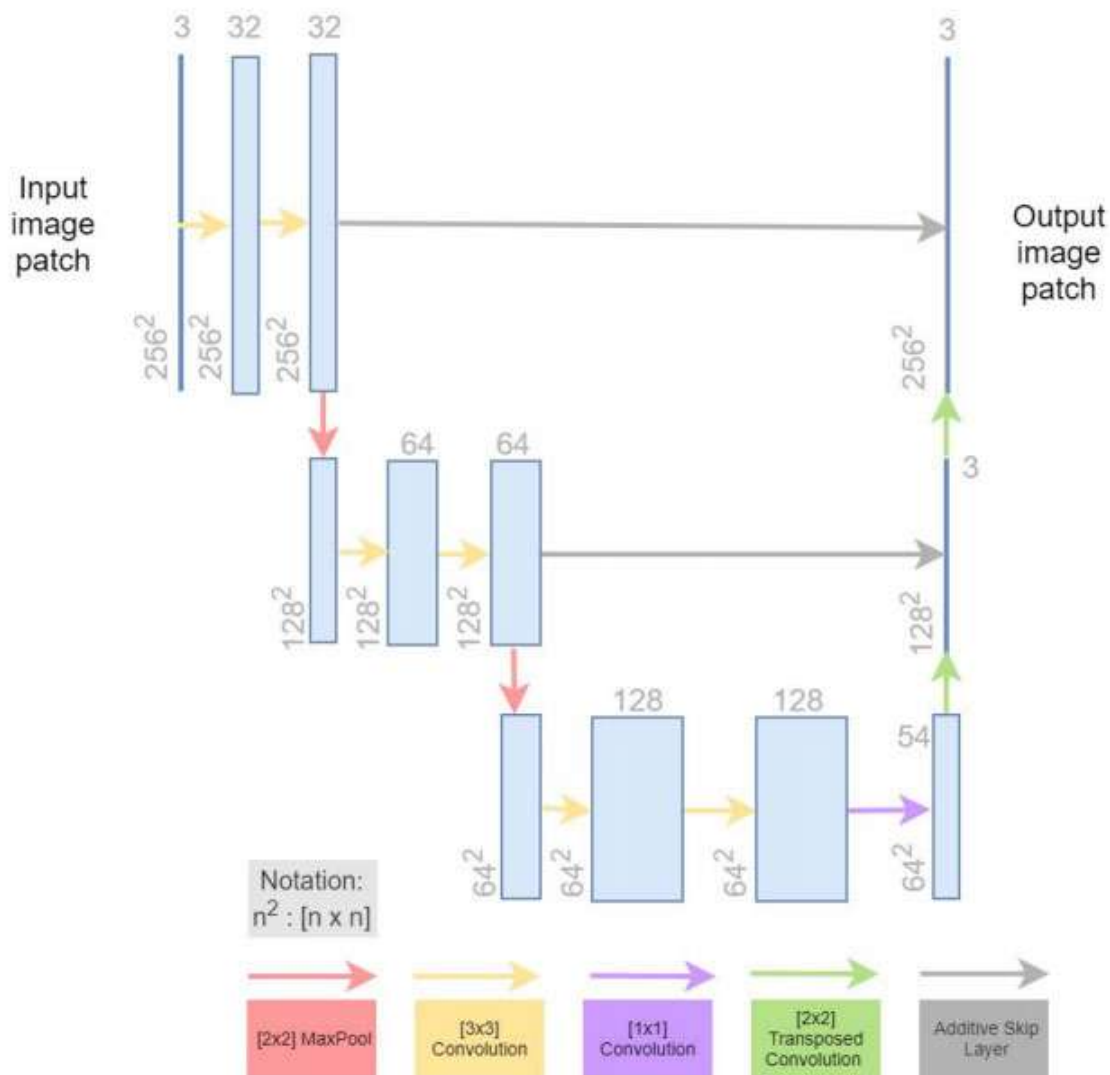 3 32 32 3
Input
image
patch
Output
image
patch
256² 256² 256² 256²
64 64 3
128² 128² 128² 128²
128 128 54
64² 64² 64² 64²
Notation:
n² : [n x n]
[2x2] MaxPool
[3x3]
Convolution
[1x1]
Convolution
[2x2]
Transposed
Convolution
Additive Skip
Layer